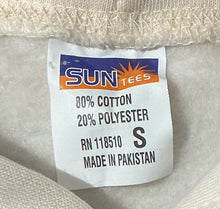 SUN TEES
80% COTTON
20% POLYESTER
RN 118510 S
MADE IN PAKISTAN